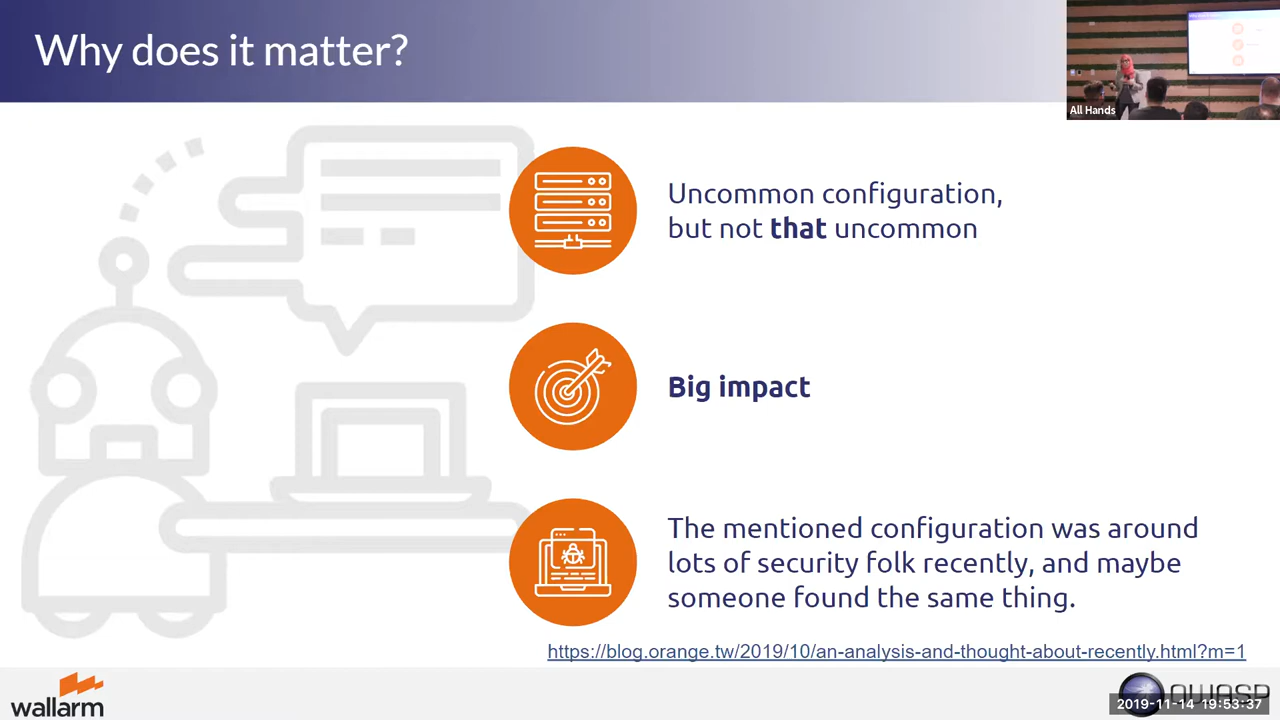 Why does it matter?
All Hands
Uncommon configuration,
but not that uncommon
Big impact
The mentioned configuration was around
lots of security folk recently, and maybe
someone found the same thing.
https://blog.orange.tw/2019/10/an-analysis-and-thought-about-recently.html?m=1
wallarm
OWASP
2019-11-14 19:53:37